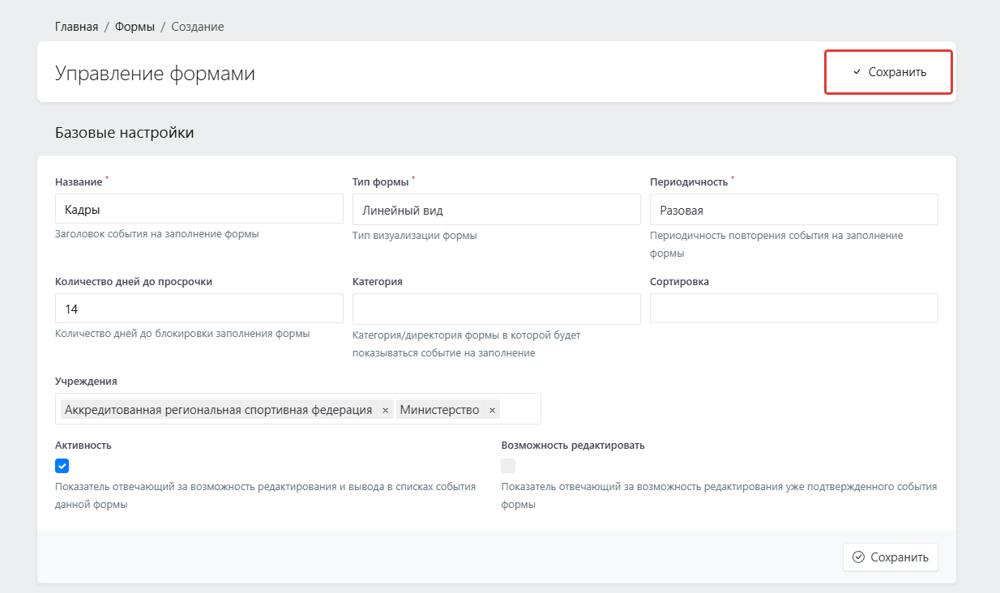 Главная / Формы / Создание
Управление формами
Сохранить
Базовые настройки
Название *
Тип формы *
Периодичность *
Кадры
Линейный вид
Разовая
Заголовок события на заполнение формы
Тип визуализации формы
Периодичность повторения события на заполнение
формы
Количество дней до просрочки
Категория
Сортировка
14
Количество дней до блокировки заполнения формы
Категория/директория формы в которой будет
показываться событие на заполнение
Учреждения
Аккредитованная региональная спортивная федерация × Министерство ×
Активность
Возможность редактировать
Показатель отвечающий за возможность редактирования и вывода в списках события
данной формы
Показатель отвечающий за возможность редактирования уже подтвержденного события
формы
Сохранить